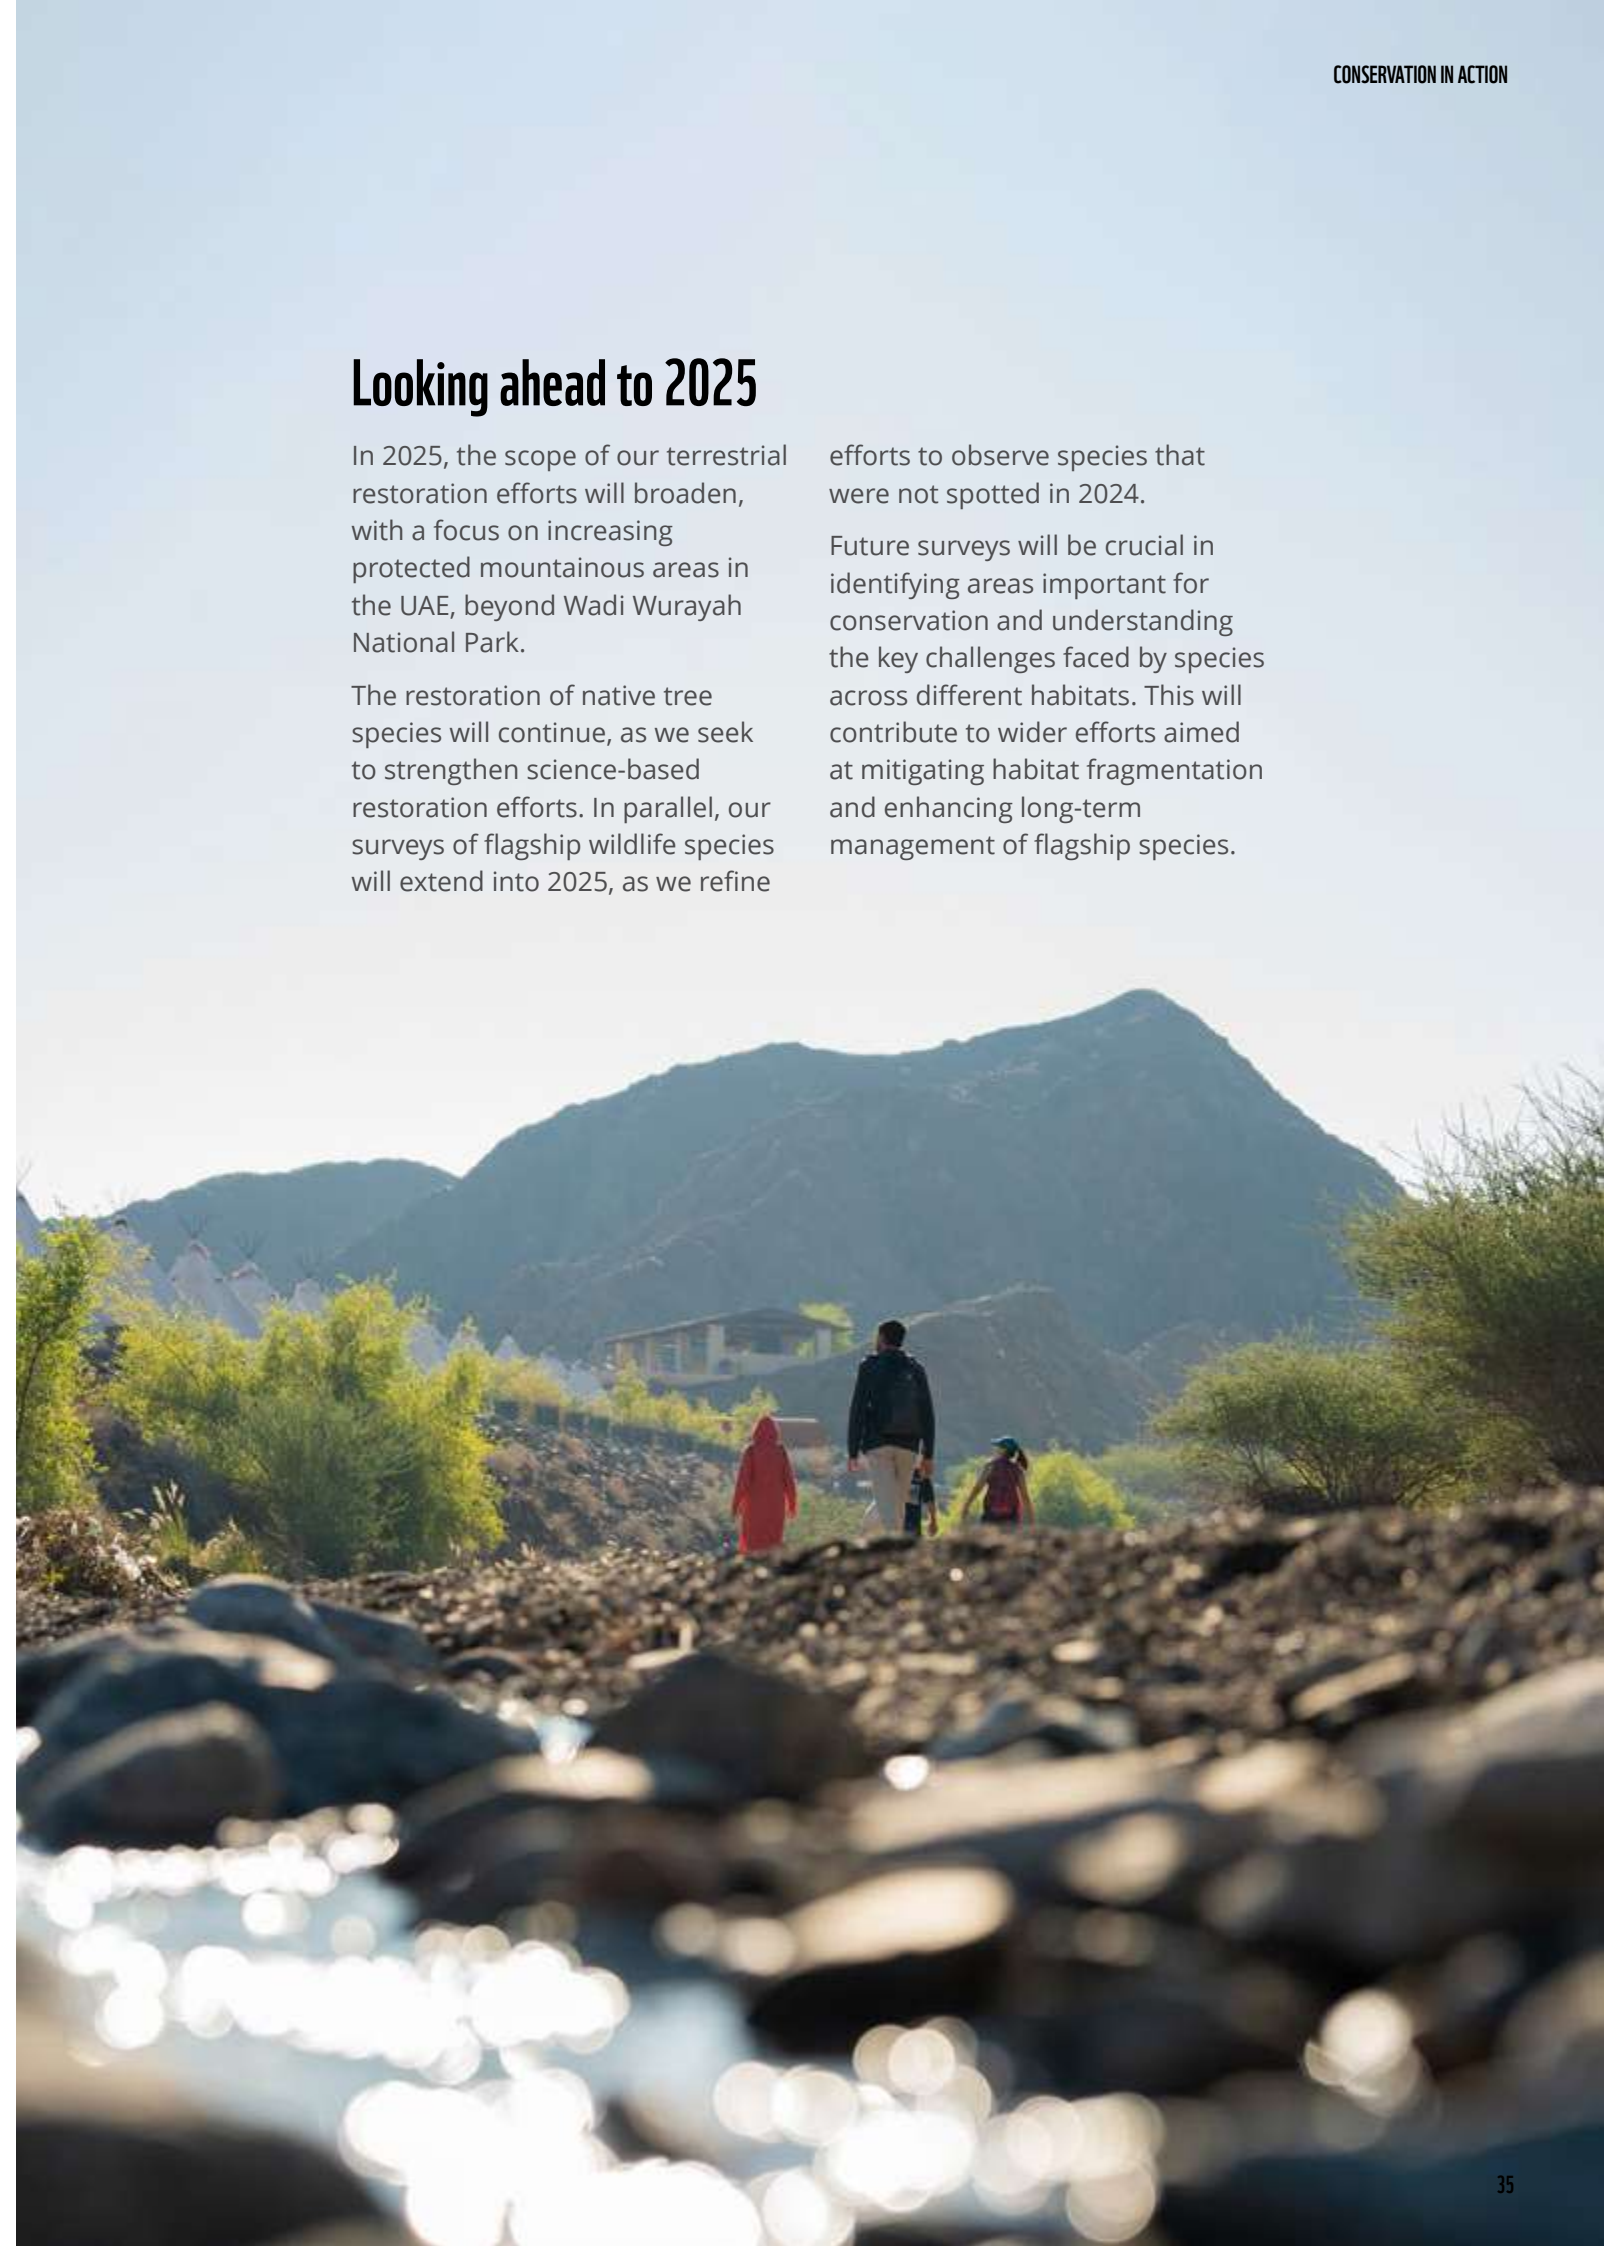 CONSERVATION IN ACTION
Looking ahead to 2025
In 2025, the scope of our terrestrial
restoration efforts will broaden,
with a focus on increasing
protected mountainous areas in
the UAE, beyond Wadi Wurayah
National Park.
The restoration of native tree
species will continue, as we seek
to strengthen science-based
restoration efforts. In parallel, our
surveys of flagship wildlife species
will extend into 2025, as we refine
efforts to observe species that
were not spotted in 2024.
Future surveys will be crucial in
identifying areas important for
conservation and understanding
the key challenges faced by species
across different habitats. This will
contribute to wider efforts aimed
at mitigating habitat fragmentation
and enhancing long-term
management of flagship species.
35